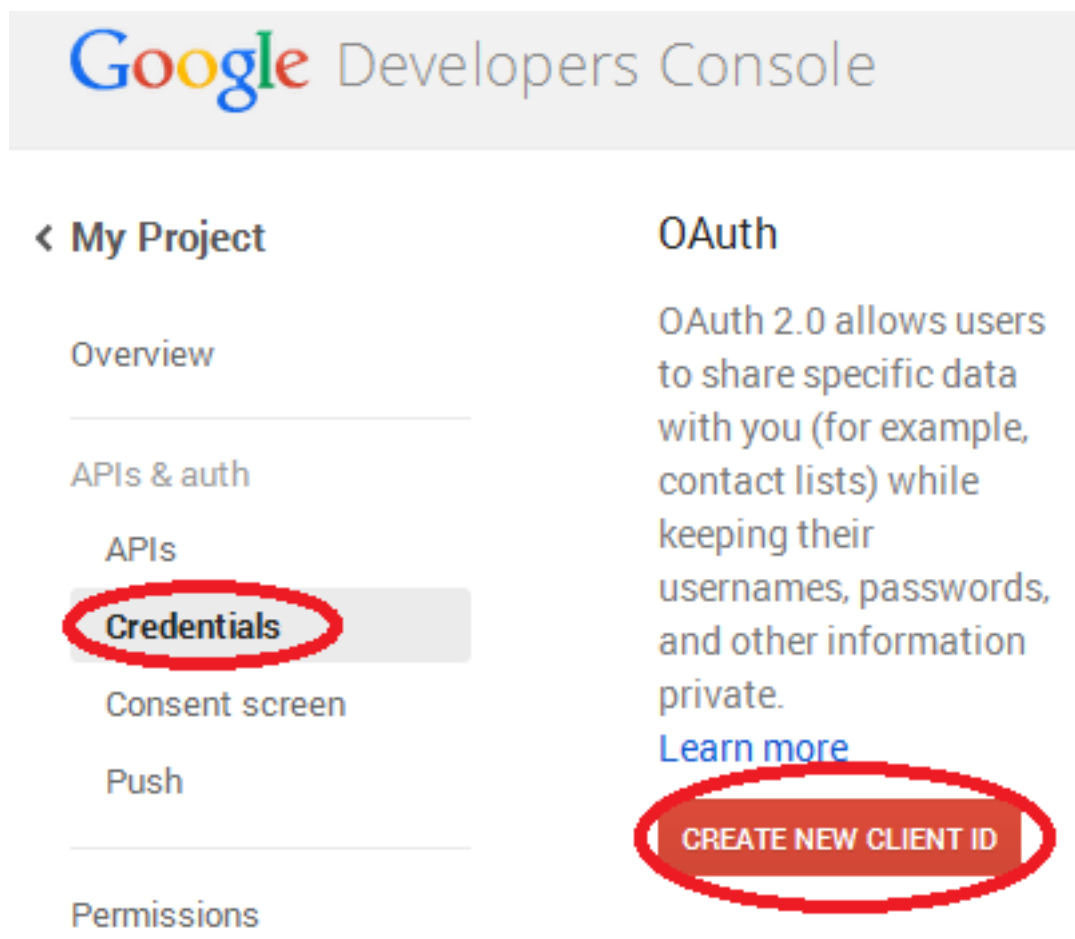 Google Developers Console
My Project
Overview
APIs & auth
APIs
Credentials
Consent screen
Push
Permissions
OAuth
OAuth 2.0 allows users
to share specific data
with you (for example,
contact lists) while
keeping their
usernames, passwords,
and other information
private.
Learn more
CREATE NEW CLIENT ID